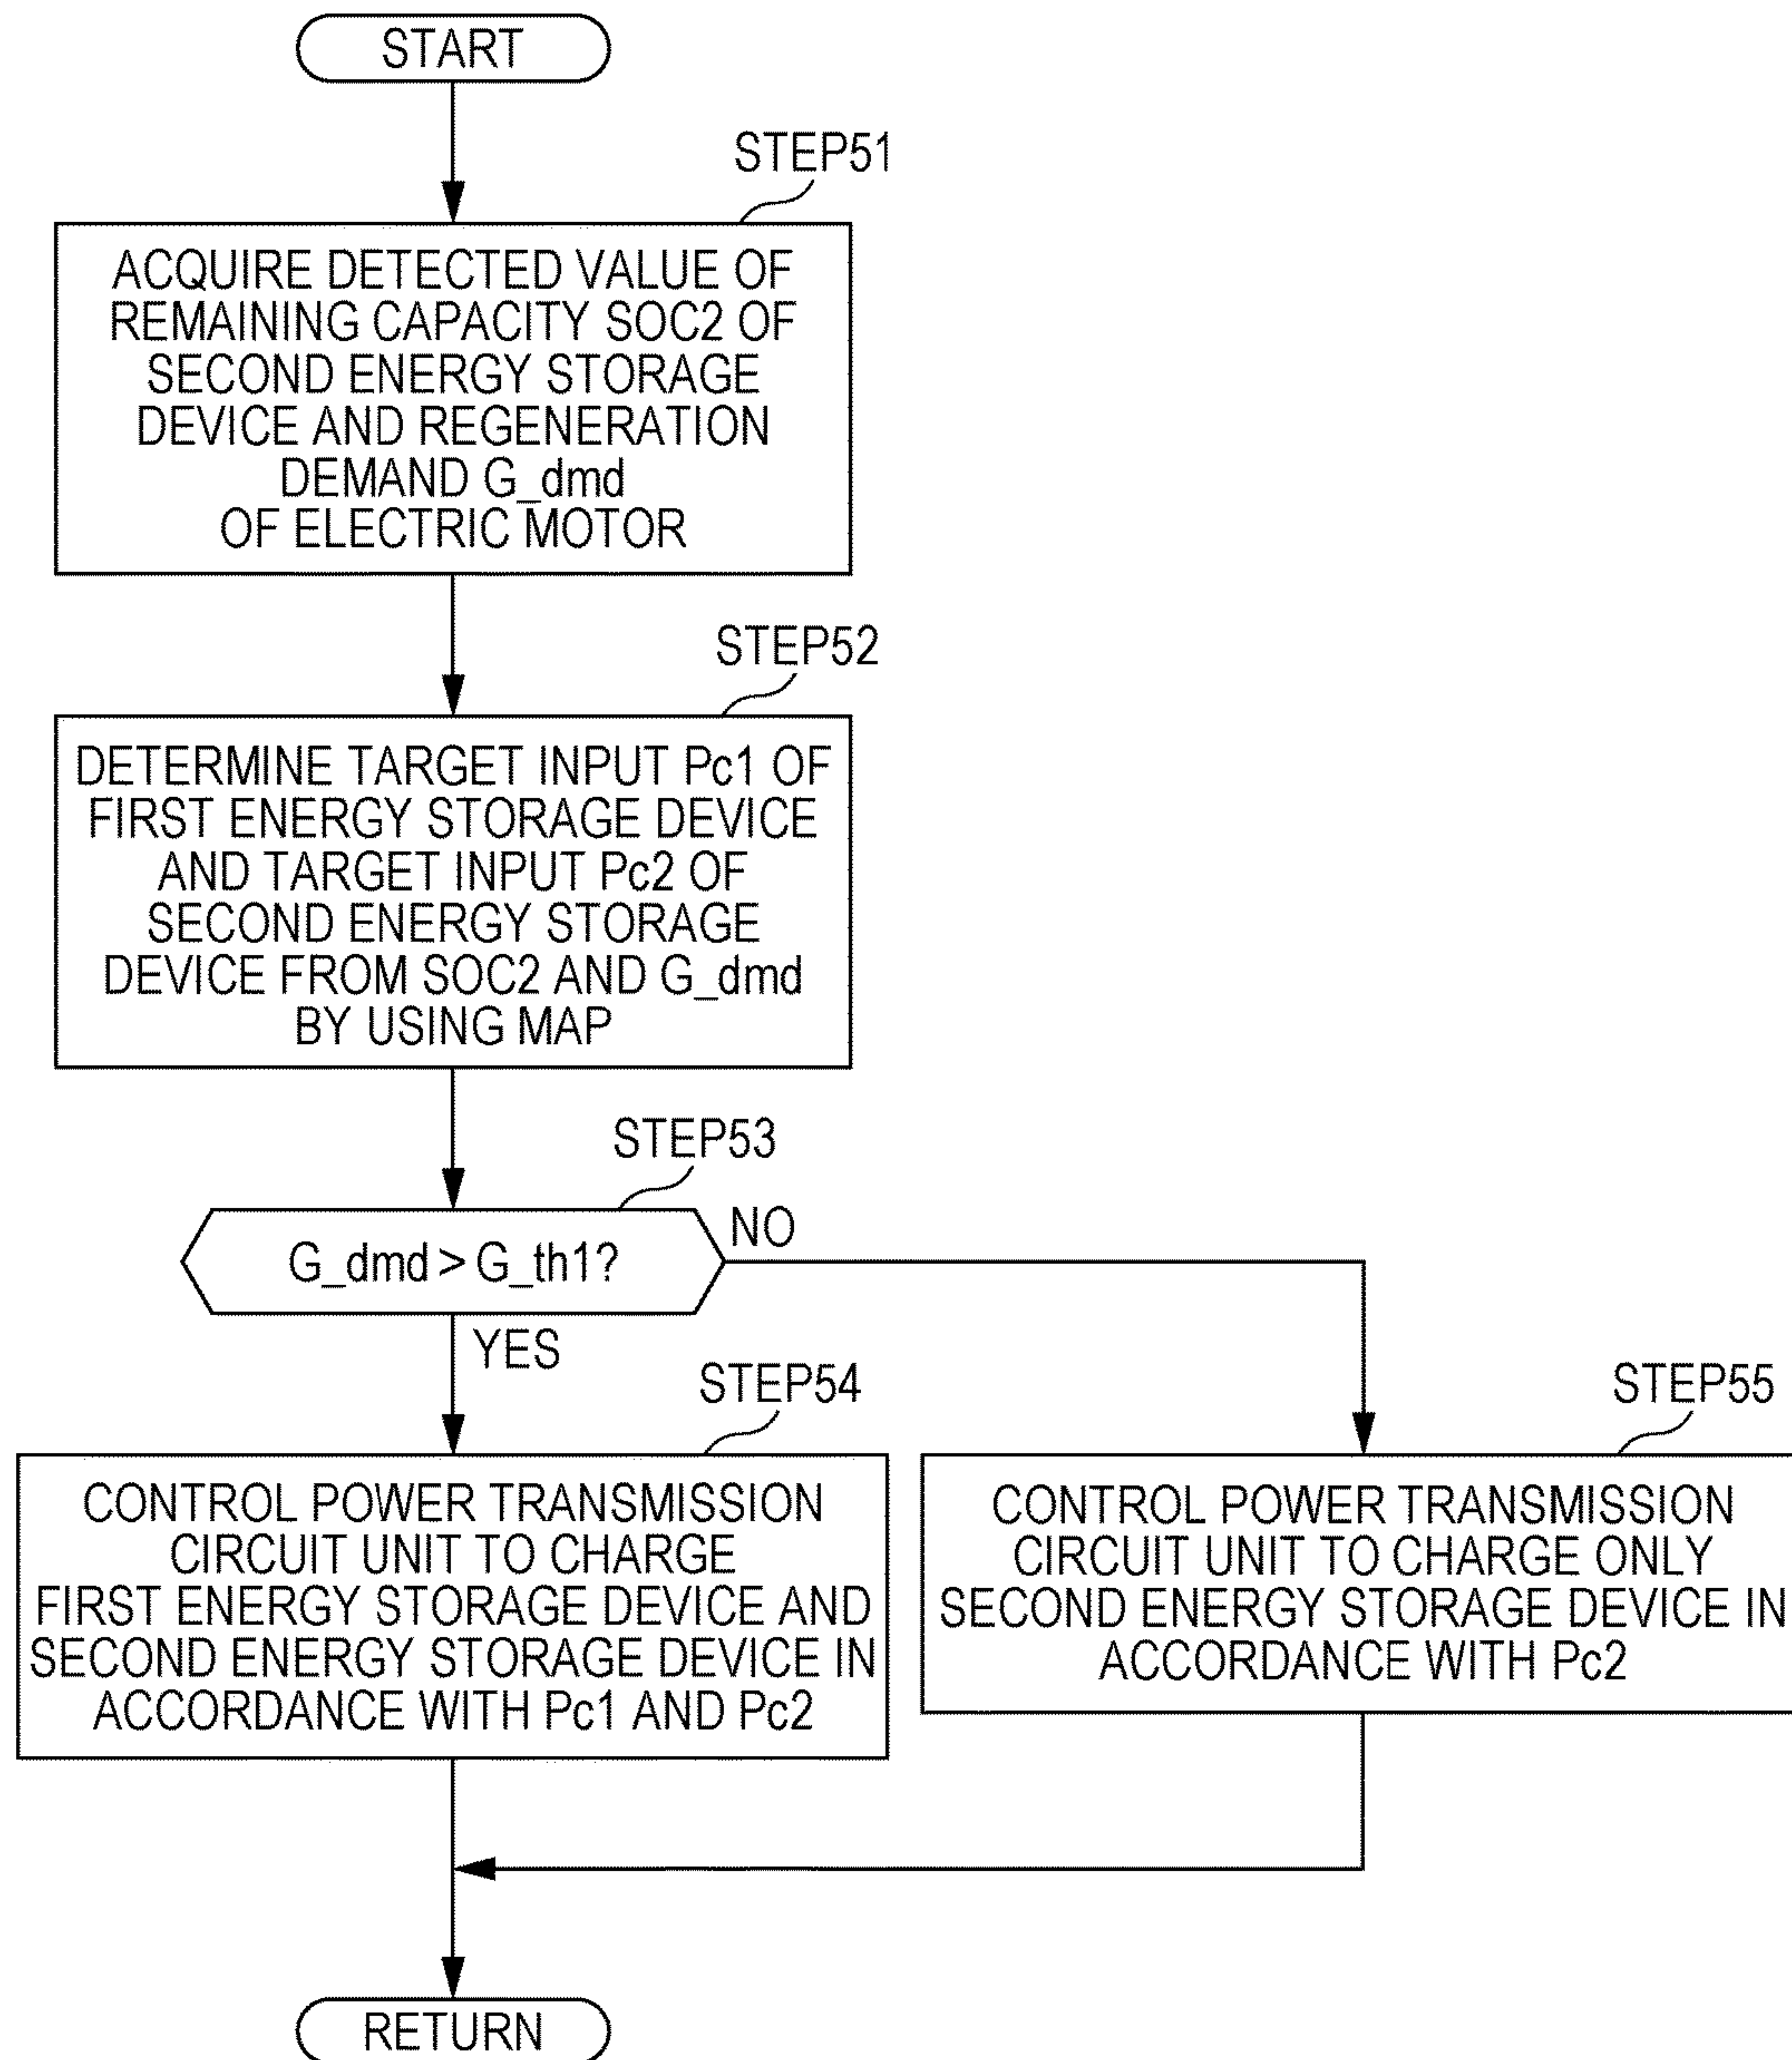 START
STEP51
ACQUIRE DETECTED VALUE OF
REMAINING CAPACITY SOC2 OF
SECOND ENERGY STORAGE
DEVICE AND REGENERATION
DEMAND G_dmd
OF ELECTRIC MOTOR
STEP52
DETERMINE TARGET INPUT Pc1 OF
FIRST ENERGY STORAGE DEVICE
AND TARGET INPUT Pc2 OF
SECOND ENERGY STORAGE
DEVICE FROM SOC2 AND G_dmd
BY USING MAP
STEP53
G_dmd > G_th1?
NO
YES
STEP54
CONTROL POWER TRANSMISSION
CIRCUIT UNIT TO CHARGE
FIRST ENERGY STORAGE DEVICE AND
SECOND ENERGY STORAGE DEVICE IN
ACCORDANCE WITH Pc1 AND Pc2
STEP55
CONTROL POWER TRANSMISSION
CIRCUIT UNIT TO CHARGE ONLY
SECOND ENERGY STORAGE DEVICE IN
ACCORDANCE WITH Pc2
RETURN